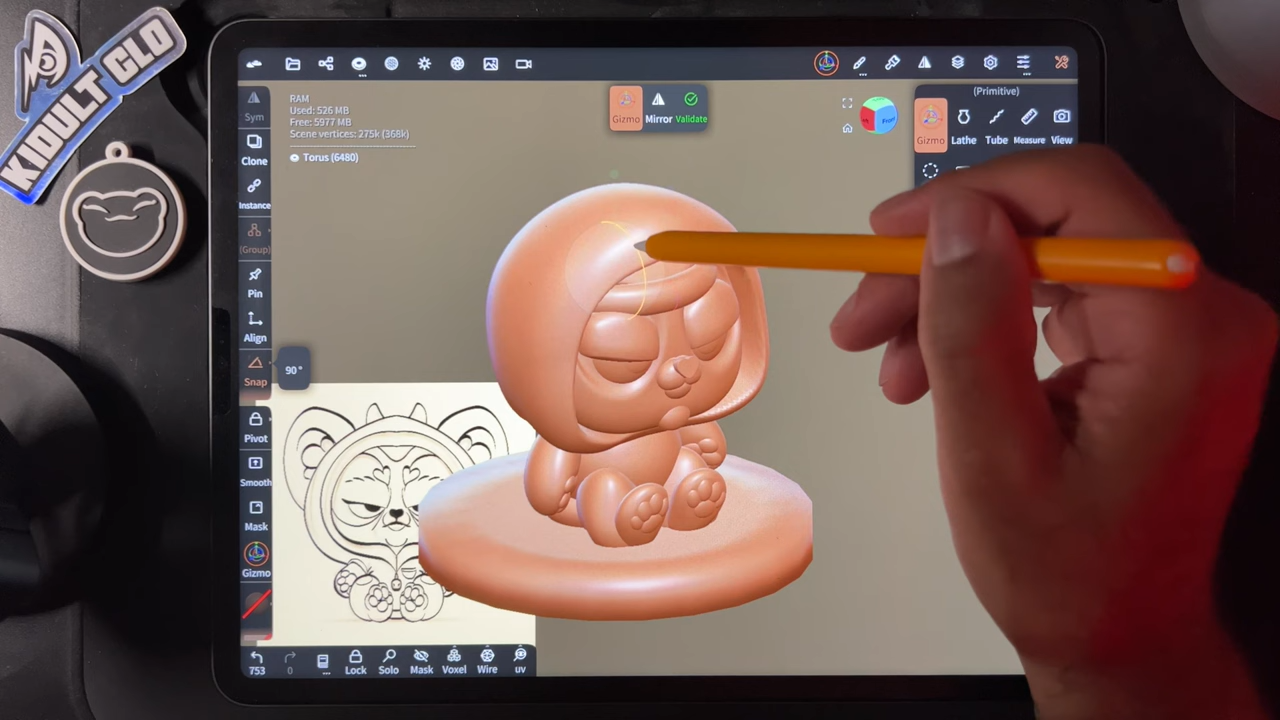 KIDULT CLO
RAM
Used: 526 MB
Free: 5977 MB
Scene vertices: 275k (368k)
Torus (6480)
Gizmo
Mirror
Validate
(Primitive)
Gizmo
Lathe
Tube
Measure
View
Front
Sym
Clone
Instance
(Group)
Pin
Align
Snap
90°
Pivot
Smooth
Mask
Gizmo
753
0
Lock
Solo
Mask
Voxel
Wire
uv